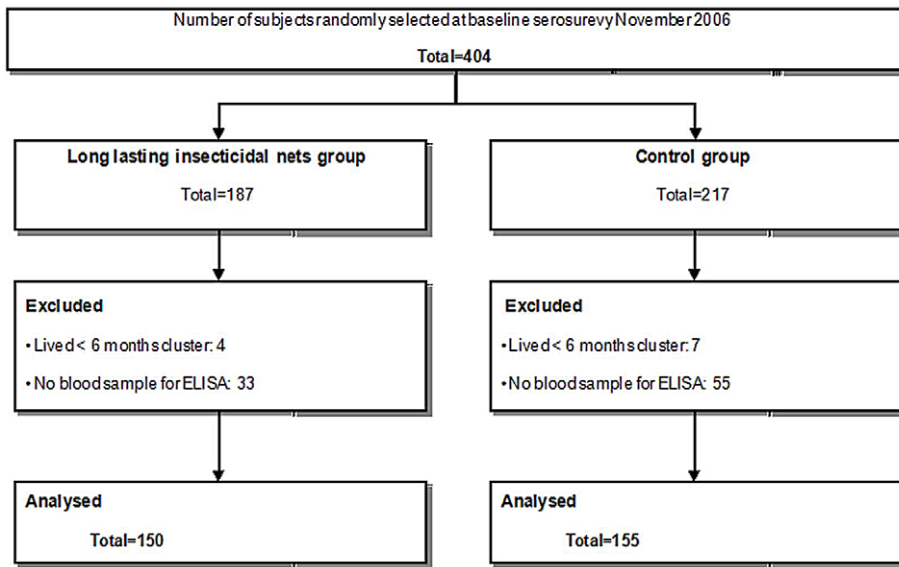 Number of subjects randomly selected at baseline serosurevy November 2006
Total=404
Long lasting insecticidal nets group
Total=187
Control group
Total=217
Excluded
• Lived < 6 months cluster: 4
• No blood sample for ELISA: 33
Excluded
• Lived < 6 months cluster: 7
• No blood sample for ELISA: 55
Analysed
Total=150
Analysed
Total=155